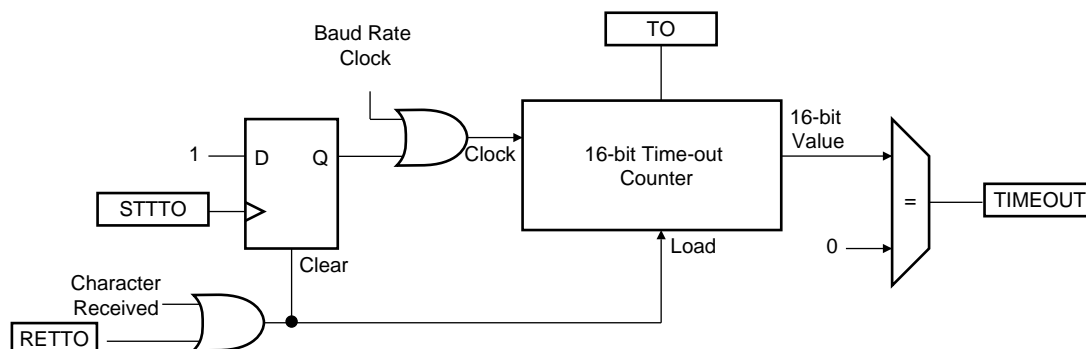 TO
Baud Rate
Clock
16-bit
Value
1
D
Q
Clock
16-bit Time-out
Counter
STTTO
=
TIMEOUT
Clear
Load
0
Character
Received
RETTO